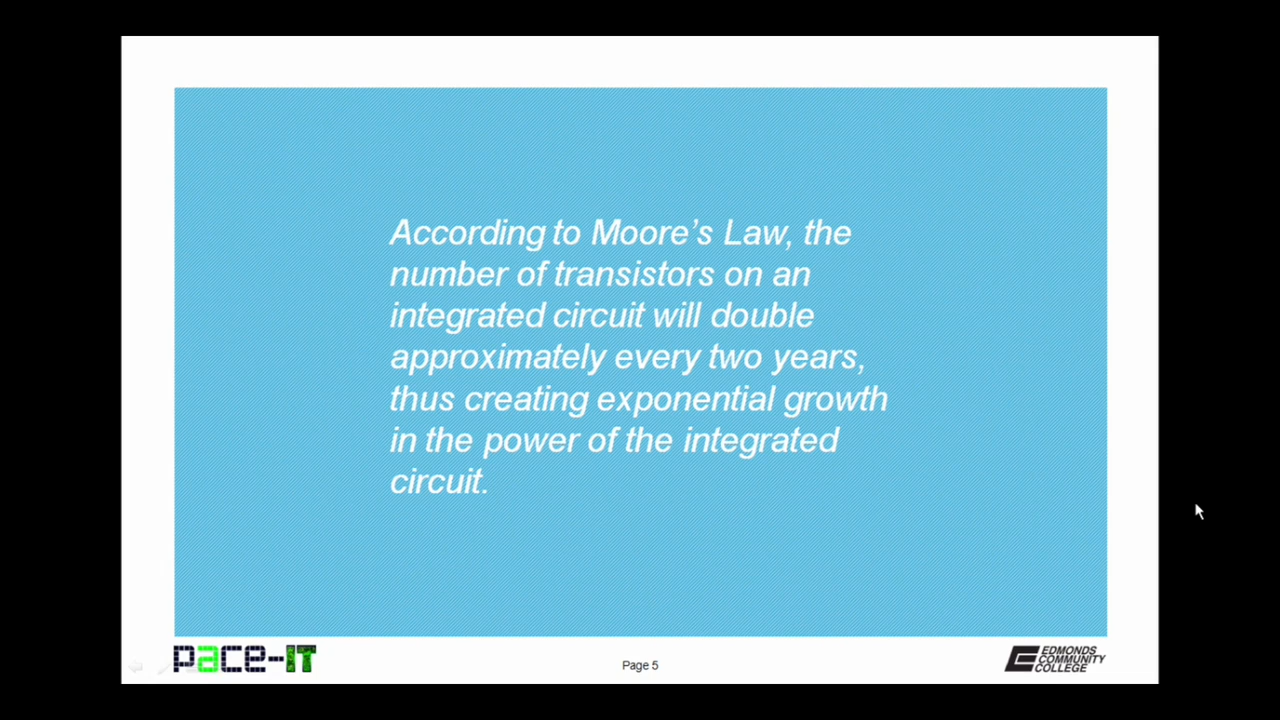 According to Moore’s Law, the
number of transistors on an
integrated circuit will double
approximately every two years,
thus creating exponential growth
in the power of the integrated
circuit.
pace-IT
Page 5
EDMONDS
COMMUNITY
COLLEGE